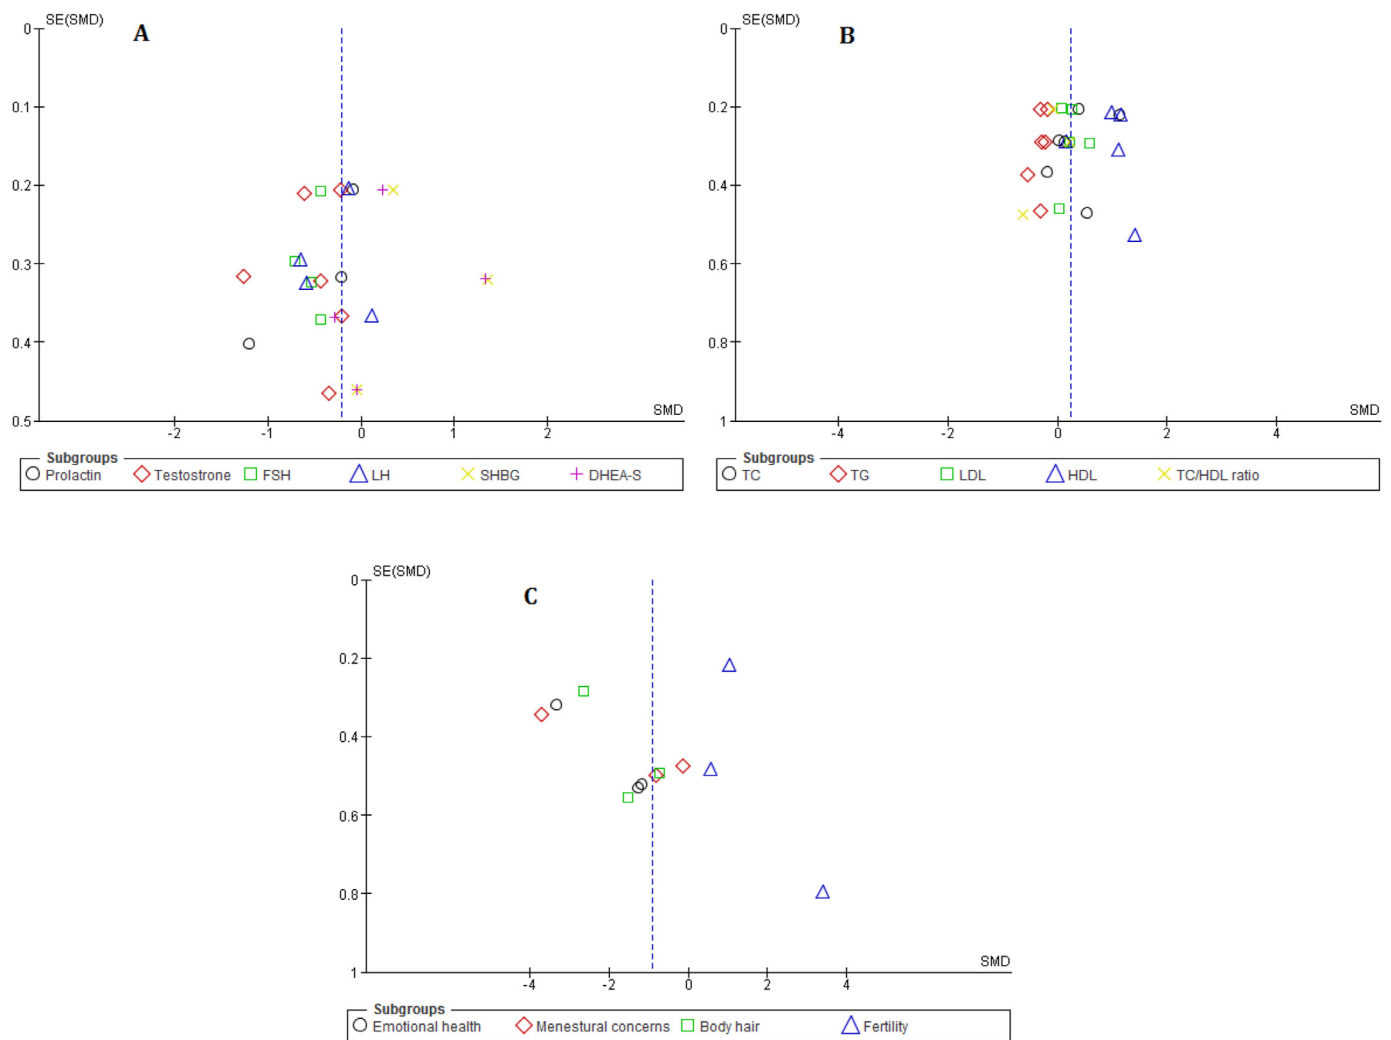 SE(SMD)
A
0
0.1
0.2
0.3
0.4
0.5
-2
-1
0
1
2
SMD
Subgroups
Prolactin
Testostrone
FSH
LH
SHBG
DHEA-S
SE(SMD)
B
0
0.2
0.4
0.6
0.8
1
-4
-2
0
2
4
SMD
Subgroups
TC
TG
LDL
HDL
TC/HDL ratio
SE(SMD)
C
0
0.2
0.4
0.6
0.8
1
-4
-2
0
2
4
SMD
Subgroups
Emotional health
Menestural concerns
Body hair
Fertility